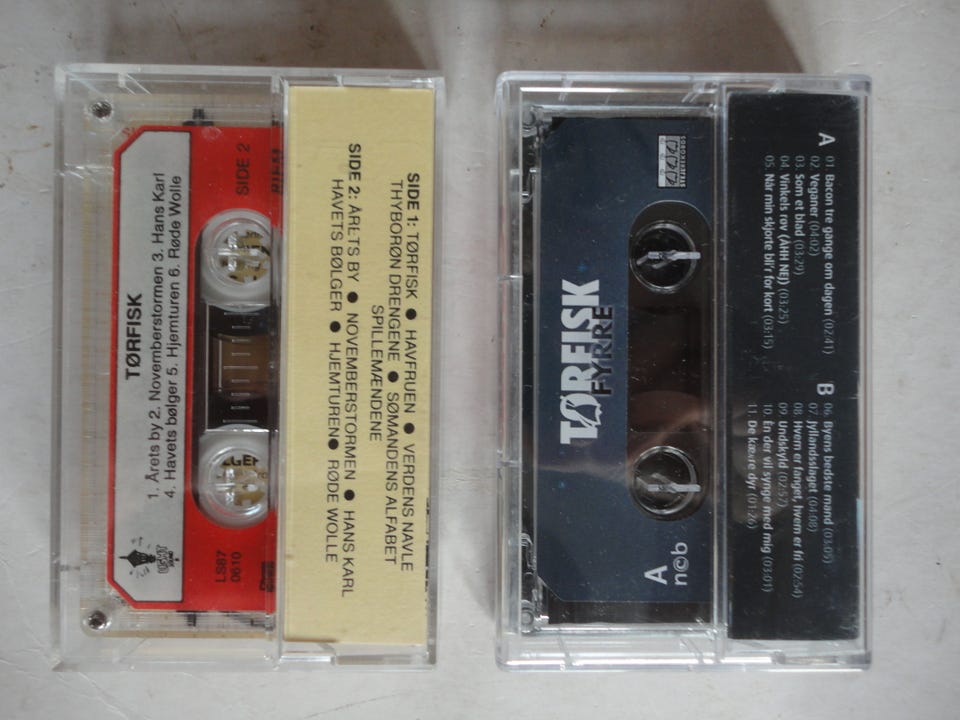 TØRFISK
1. Årets by 2. Novemberstormen 3. Hans Karl
4. Havets bølger 5. Hjemturen 6. Røde Wolle
SIDE 2
LS87
0610
SIDE 1: TØRFISK ● HAVFRUEN ● VERDENS NAVLE
THYBORØN DRENGENE ● SØMANDENS ALFABET
SPILLEMÆNDENE
SIDE 2: ÅRETS BY ● NOVEMBERSTORMEN ● HANS KARL
HAVETS BØLGER ● HJEMTUREN ● RØDE WOLLE
TØRFISK
FYRRE
A
ncb
A
01. Bacon tre gange om dagen (02:41)
02. Veganer (04:02)
03. Som et blad (03:29)
04. Vinkels rov (ÅHH NEJ) (03:25)
05. Når min skjorte bli'r for kort (03:15)
B
06. Byens bedste mand (03:05)
07. Jyllandsslaget (04:08)
08. Hvem er fanget, hvem er fri (02:54)
09. Undskyld (02:57)
10. En der vil synge med mig (03:01)
11. De kæwre dyr (01:26)